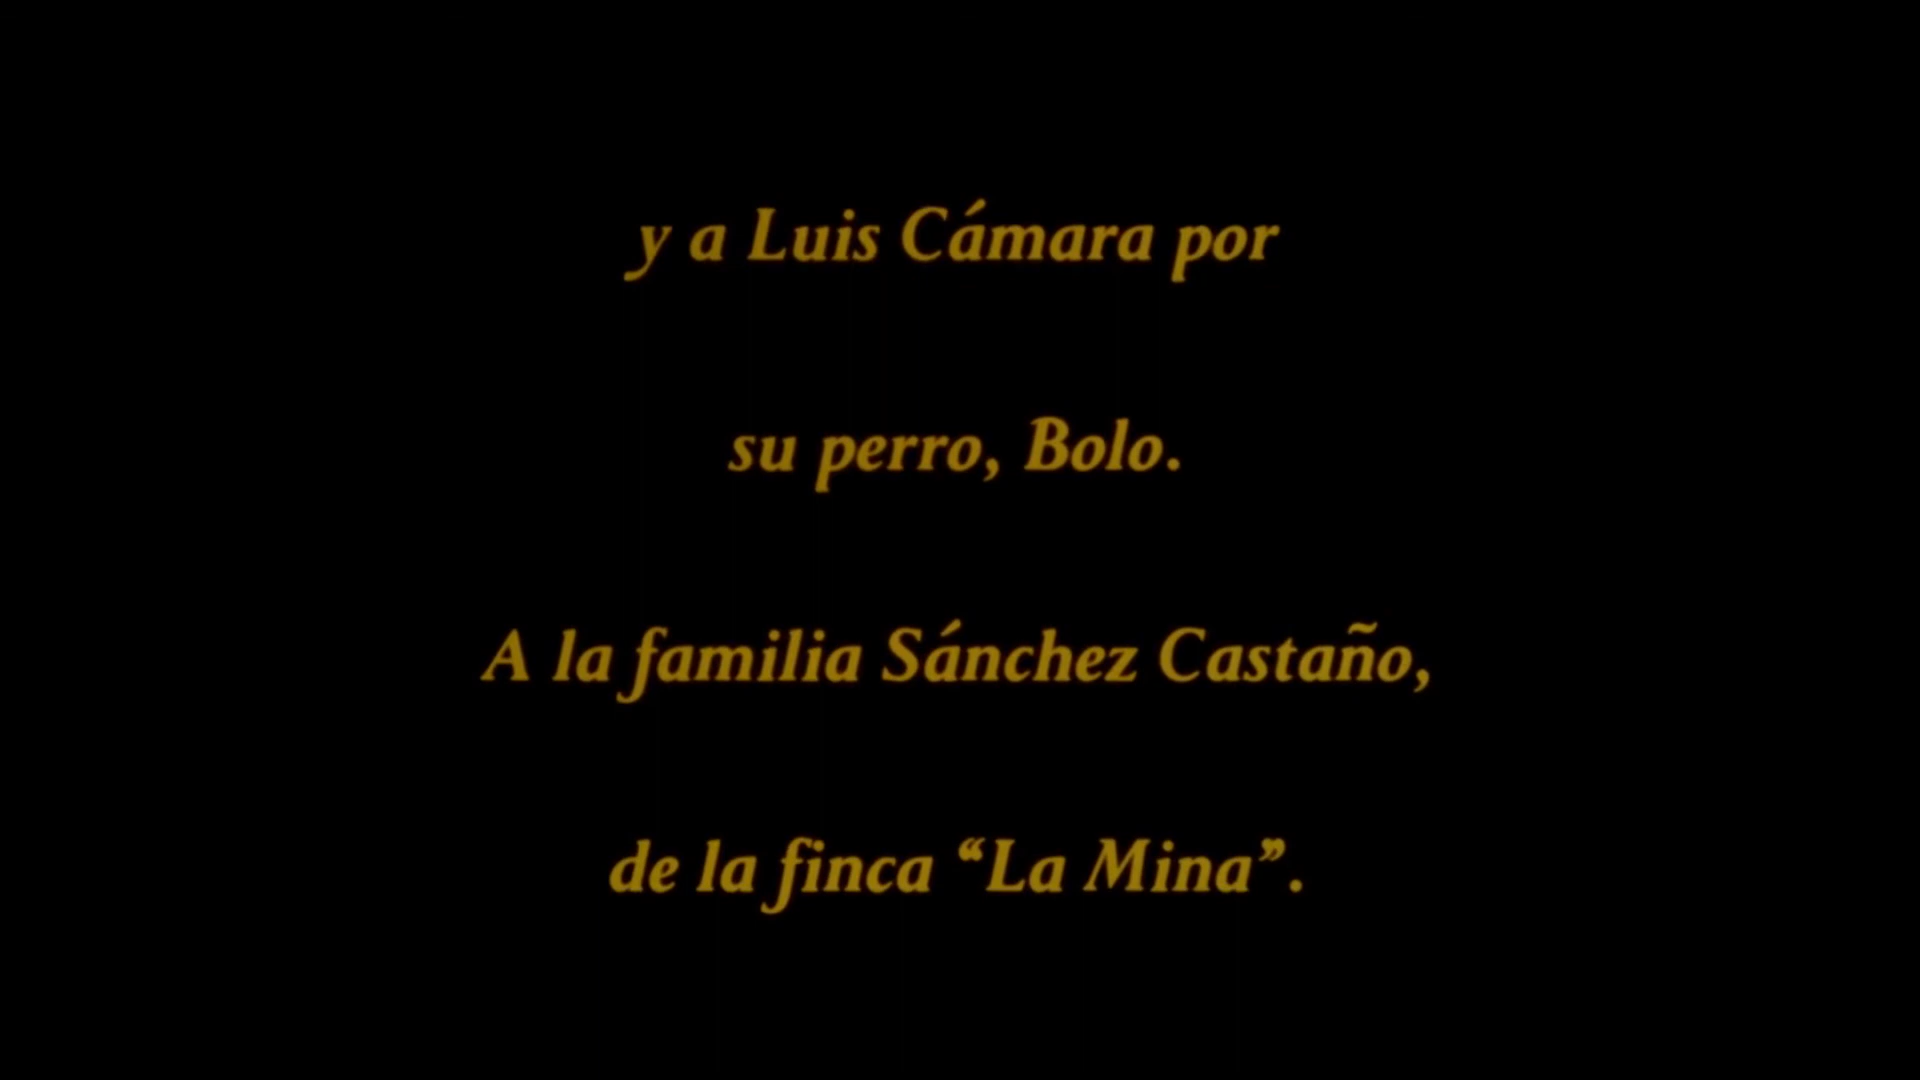 y a Luis Cámara por
su perro, Bolo.
A la familia Sánchez Castaño,
de la finca “La Mina”.